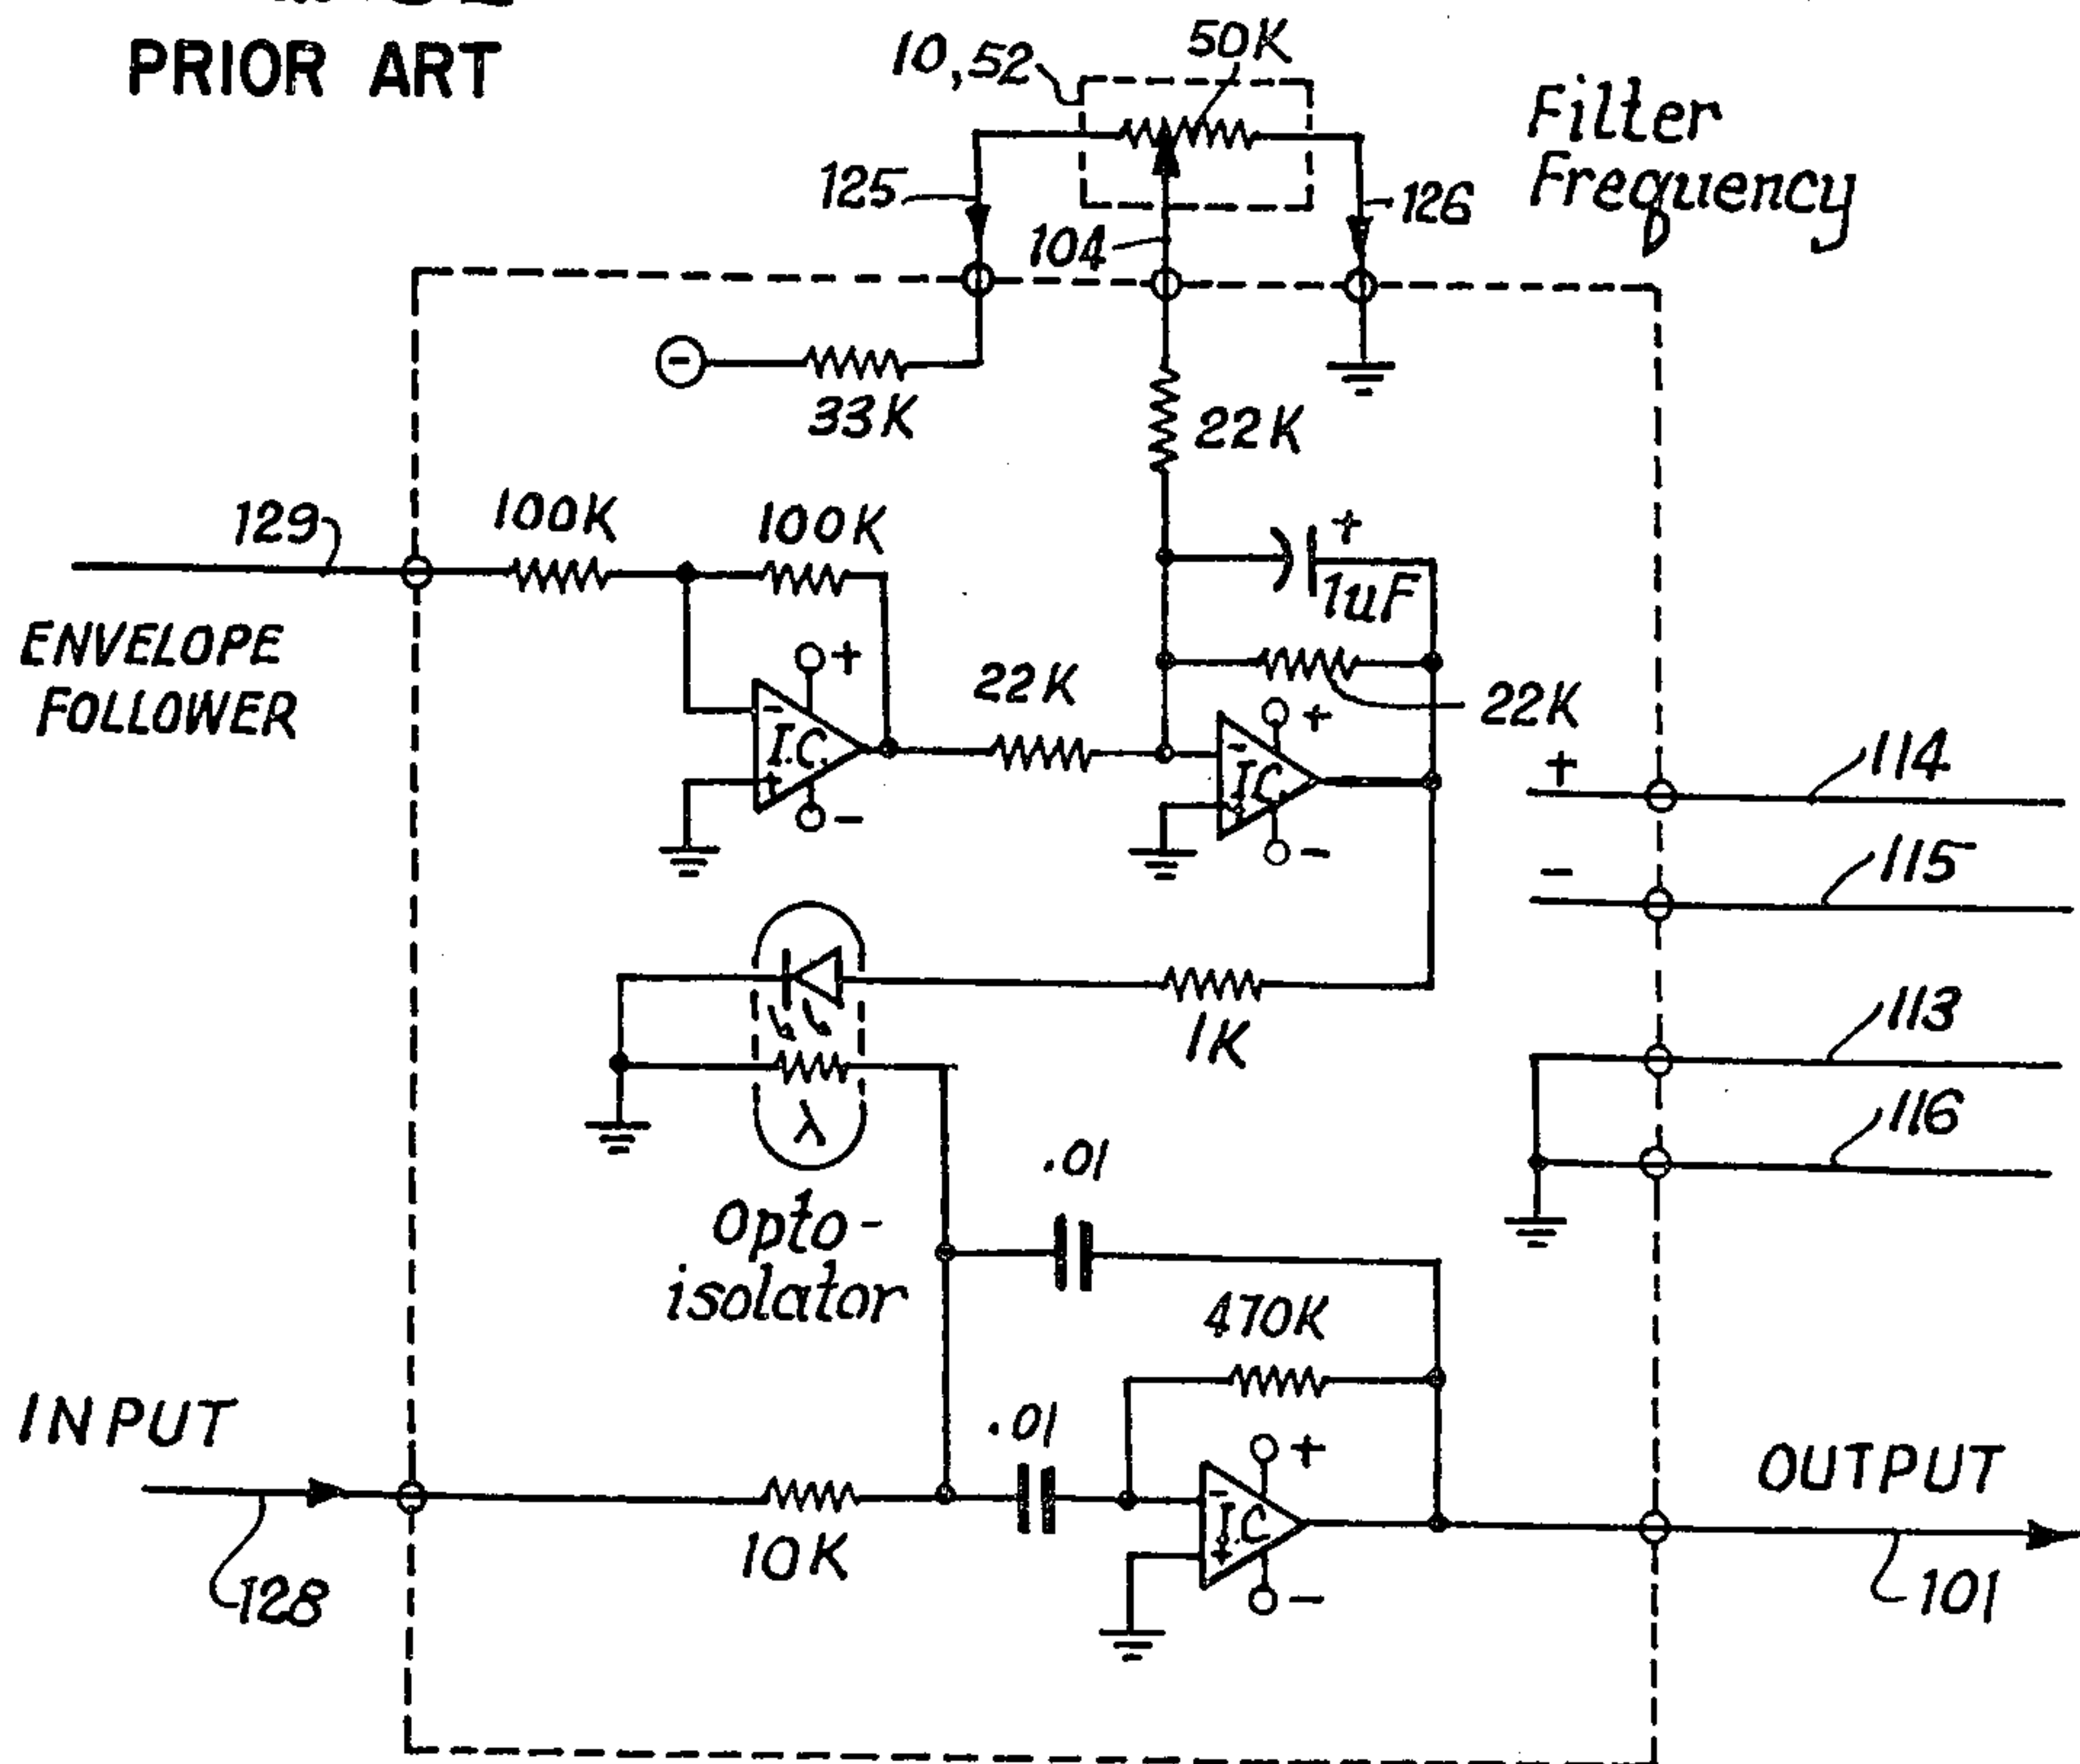 PRIOR ART
10,52
50K
Filter
Frequency
125
126
104
-
33K
22K
129
100K
100K
+
1uF
ENVELOPE
FOLLOWER
22K
22K
+
-
I.C.
+
-
+
-
I.C.
+
-
+
114
-
115
1K
113
λ
116
.01
Opto-
isolator
470K
INPUT
.01
+
OUTPUT
-
I.C
+
-
10K
128
101